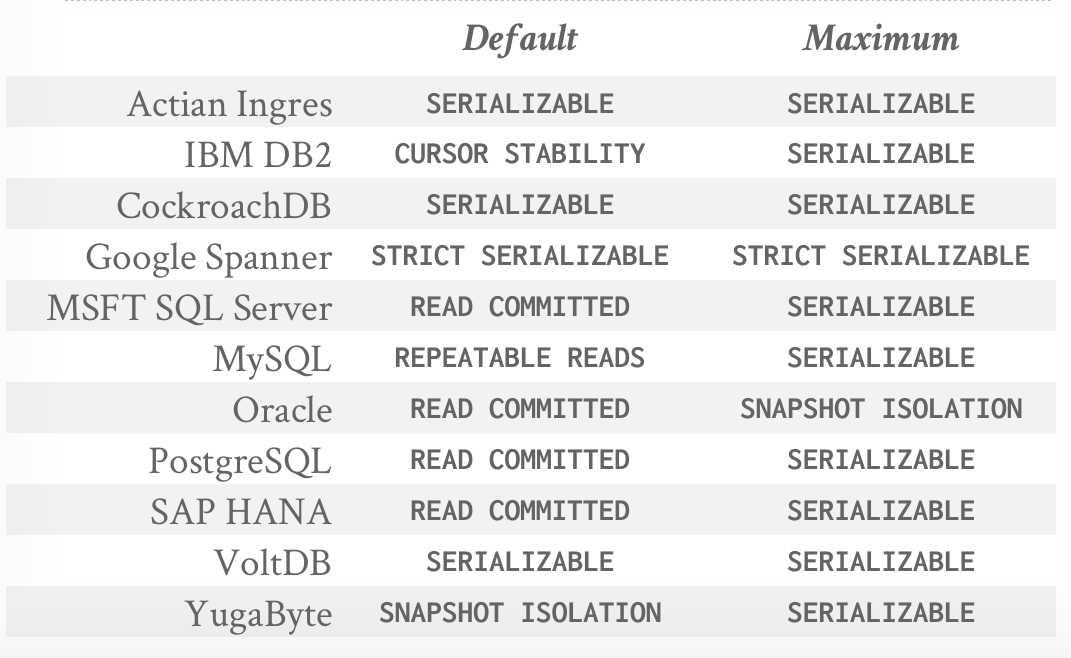 Default Maximum
Actian Ingres SERIALIZABLE SERIALIZABLE
IBM DB2 CURSOR STABILITY SERIALIZABLE
CockroachDB SERIALIZABLE SERIALIZABLE
Google Spanner STRICT SERIALIZABLE STRICT SERIALIZABLE
MSFT SQL Server READ COMMITTED SERIALIZABLE
MySQL REPEATABLE READS SERIALIZABLE
Oracle READ COMMITTED SNAPSHOT ISOLATION
PostgreSQL READ COMMITTED SERIALIZABLE
SAP HANA READ COMMITTED SERIALIZABLE
VoltDB SERIALIZABLE SERIALIZABLE
YugaByte SNAPSHOT ISOLATION SERIALIZABLE